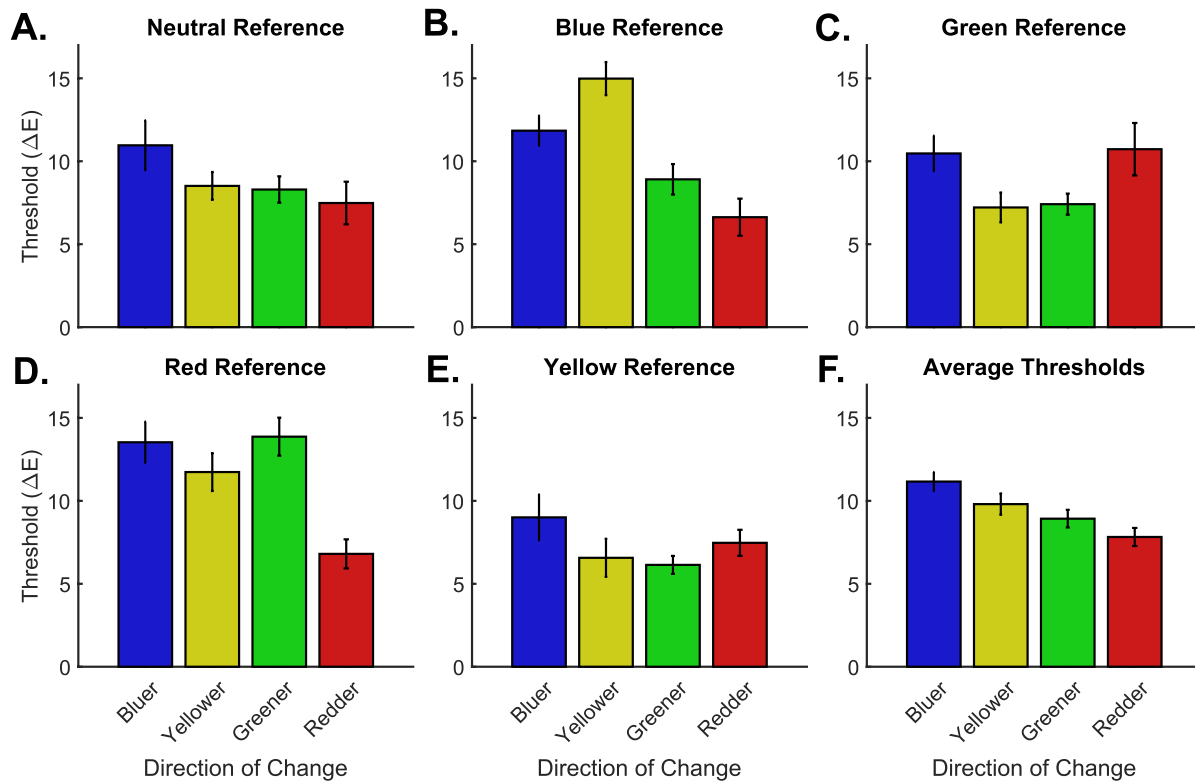 A. Neutral Reference
B. Blue Reference
C. Green Reference
Threshold (ΔE)
15
10
5
0
15
10
5
0
15
10
5
0
D. Red Reference
E. Yellow Reference
F. Average Thresholds
Threshold (ΔE)
15
10
5
0
15
10
5
0
15
10
5
0
Bluer
Yellower
Greener
Redder
Bluer
Yellower
Greener
Redder
Bluer
Yellower
Greener
Redder
Direction of Change
Direction of Change
Direction of Change